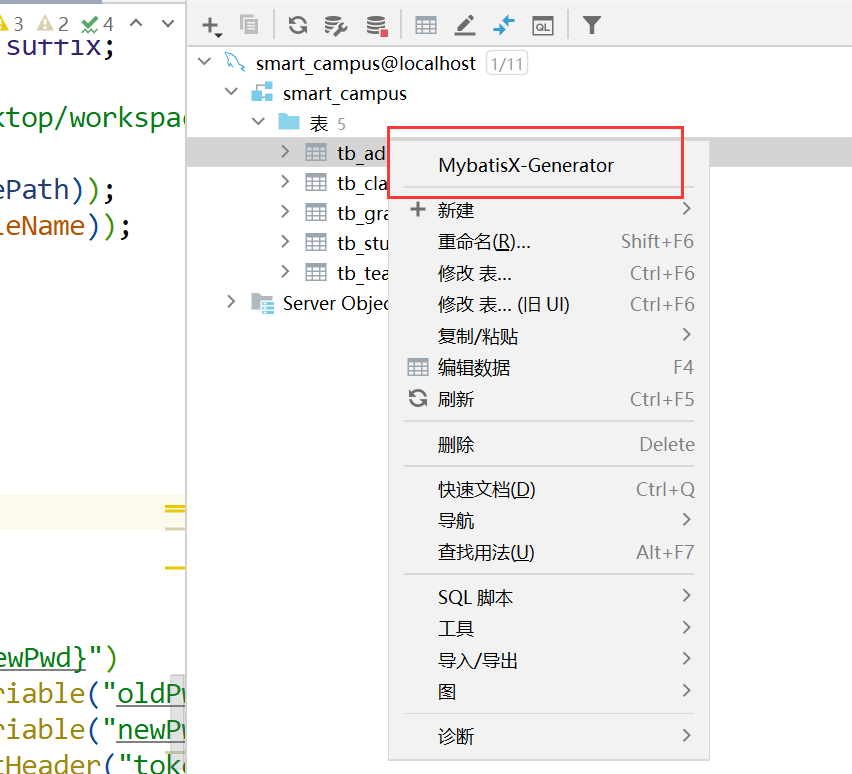 3 2 4
suffix;
ktop/workspac
ePath));
leName));
ewPwd}")
riable("oldPw
riable("newPw
tHeader("toke
QL
smart_campus@localhost 1/11
smart_campus
表 5
tb_ad
tb_cla
tb_gra
tb_stu
tb_tea
Server Objec
MybatisX-Generator
新建
重命名(R)... Shift+F6
修改 表... Ctrl+F6
修改 表... (旧 UI) Ctrl+F6
复制/粘贴
编辑数据 F4
刷新 Ctrl+F5
删除 Delete
快速文档(D) Ctrl+Q
导航
查找用法(U) Alt+F7
SQL 脚本
工具
导入/导出
图
诊断